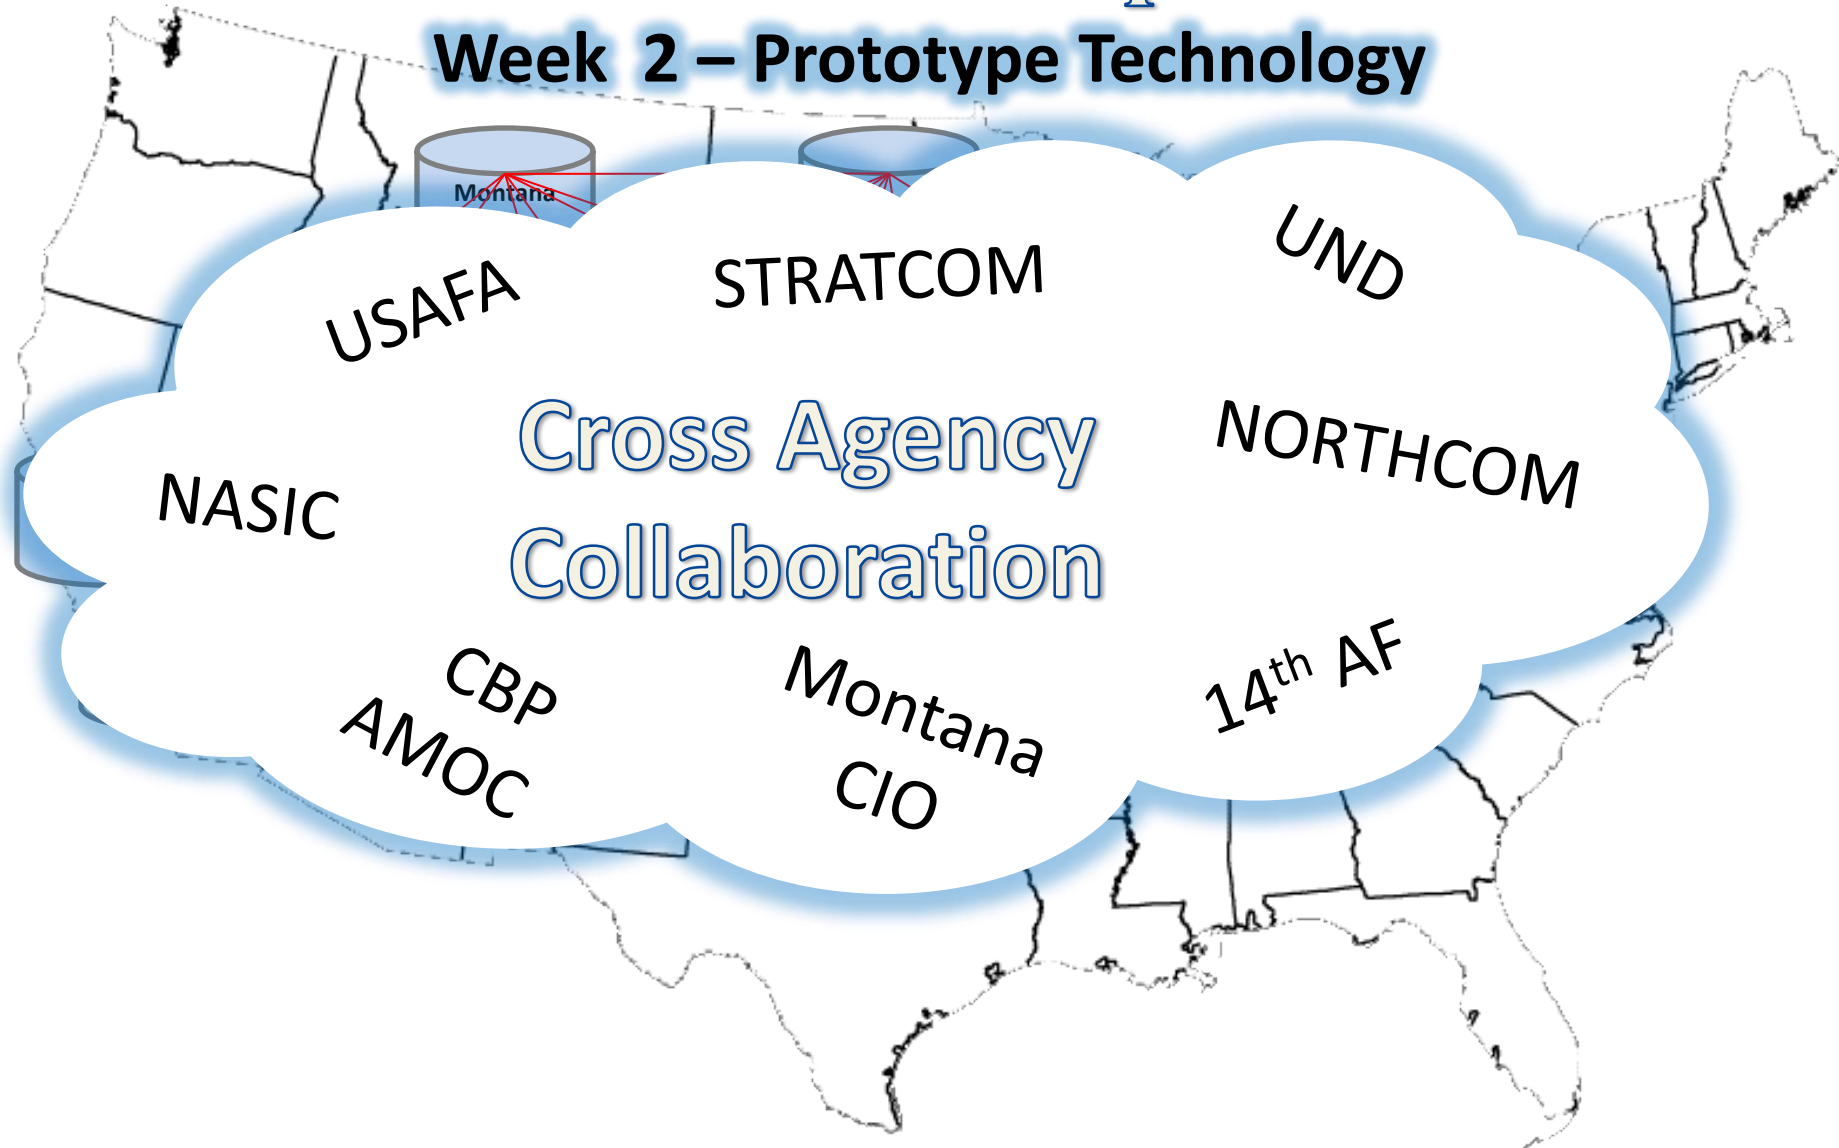 Week 2 – Prototype Technology
Montana
USAFA
STRATCOM
UND
Cross Agency
Collaboration
NORTHCOM
NASIC
CBP
AMOC
Montana
CIO
14th AF